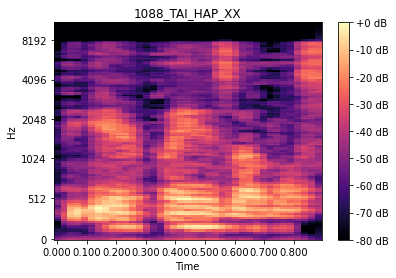 1088_TAI_HAP_XX
Hz
8192
4096
2048
1024
512
0
0.000 0.100 0.200 0.300 0.400 0.500 0.600 0.700 0.800
Time
+0 dB
-10 dB
-20 dB
-30 dB
-40 dB
-50 dB
-60 dB
-70 dB
-80 dB